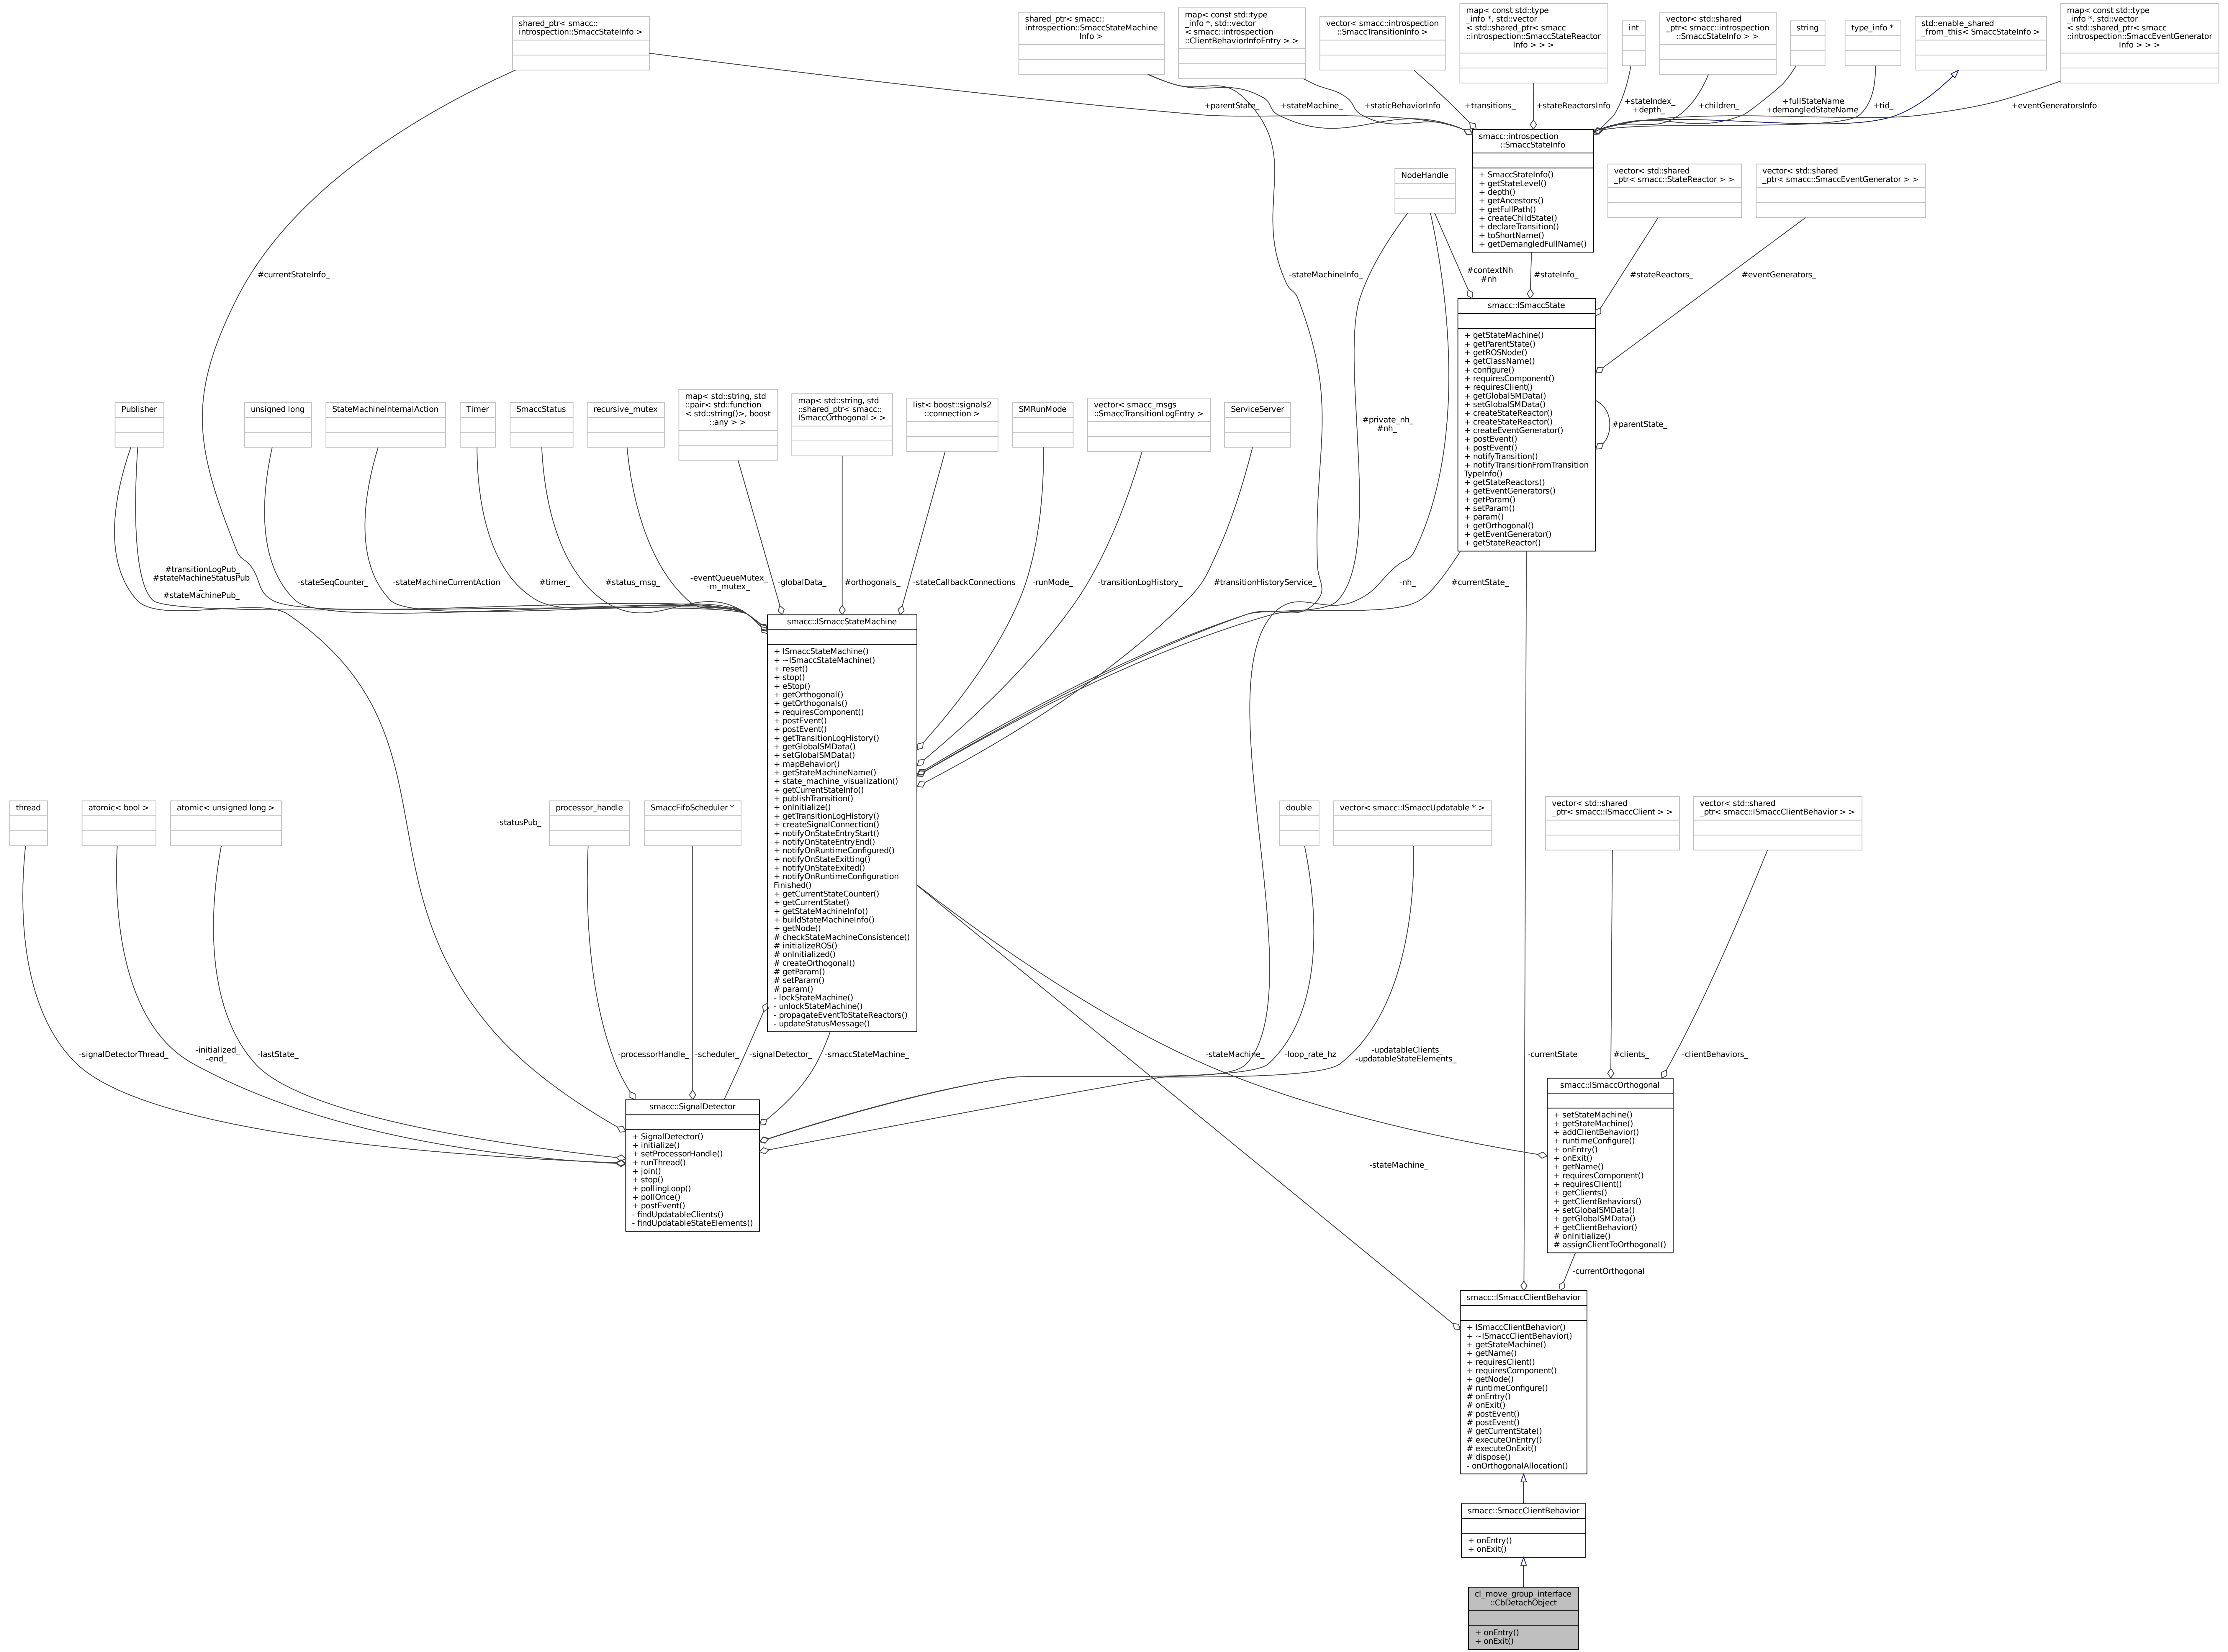 shared_ptr< smacc::
introspection::SmaccStateInfo >
shared_ptr< smacc::
introspection::SmaccStateMachine
Info >
map< const std::type
_info *, std::vector
< smacc::introspection
::ClientBehaviorInfoEntry > >
vector< smacc::introspection
::SmaccTransitionInfo >
map< const std::type
_info *, std::vector
< std::shared_ptr< smacc
::introspection::SmaccStateReactor
Info > > >
int
vector< std::shared
_ptr< smacc::introspection
::SmaccStateInfo > >
string
type_info *
std::enable_shared
_from_this< SmaccStateInfo >
map< const std::type
_info *, std::vector
< std::shared_ptr< smacc
::introspection::SmaccEventGenerator
Info > > >
+parentState_
+stateMachine_
+staticBehaviorInfo
+transitions_
+stateReactorsInfo
+stateIndex_
+depth_
+children_
+fullStateName
+demangledStateName
+tid_
+eventGeneratorsInfo
smacc::introspection
::SmaccStateInfo
+ SmaccStateInfo()
+ getStateLevel()
+ depth()
+ getAncestors()
+ getFullPath()
+ createChildState()
+ declareTransition()
+ toShortName()
+ getDemangledFullName()
NodeHandle
vector< std::shared
_ptr< smacc::StateReactor > >
vector< std::shared
_ptr< smacc::SmaccEventGenerator > >
#currentStateInfo_
-stateMachineInfo_
#contextNh
#nh
#stateInfo_
#stateReactors_
#eventGenerators_
smacc::ISmaccState
+ getStateMachine()
+ getParentState()
+ getROSNode()
+ getClassName()
+ configure()
+ requiresComponent()
+ requiresClient()
+ getGlobalSMData()
+ setGlobalSMData()
+ createStateReactor()
+ createStateReactor()
+ createEventGenerator()
+ postEvent()
+ postEvent()
+ notifyTransition()
+ notifyTransitionFromTransition
TypeInfo()
+ getStateReactors()
+ getEventGenerators()
+ getParam()
+ setParam()
+ param()
+ getOrthogonal()
+ getEventGenerator()
+ getStateReactor()
#parentState_
Publisher
unsigned long
StateMachineInternalAction
Timer
SmaccStatus
recursive_mutex
map< std::string, std
::pair< std::function
< std::string()>, boost
::any > >
map< std::string, std
::shared_ptr< smacc::
ISmaccOrthogonal > >
list< boost::signals2
::connection >
SMRunMode
vector< smacc_msgs
::SmaccTransitionLogEntry >
ServiceServer
#private_nh_
#nh_
#transitionLogPub_
#stateMachineStatusPub
_
#stateMachinePub_
-stateSeqCounter_
-stateMachineCurrentAction
#timer_
#status_msg_
-eventQueueMutex_
-m_mutex_
-globalData_
#orthogonals_
-stateCallbackConnections
-runMode_
-transitionLogHistory_
#transitionHistoryService_
-nh_
#currentState_
smacc::ISmaccStateMachine
+ ISmaccStateMachine()
+ ~ISmaccStateMachine()
+ reset()
+ stop()
+ eStop()
+ getOrthogonal()
+ getOrthogonals()
+ requiresComponent()
+ postEvent()
+ postEvent()
+ getTransitionLogHistory()
+ getGlobalSMData()
+ setGlobalSMData()
+ mapBehavior()
+ getStateMachineName()
+ state_machine_visualization()
+ getCurrentStateInfo()
+ publishTransition()
+ onInitialize()
+ getTransitionLogHistory()
+ createSignalConnection()
+ notifyOnStateEntryStart()
+ notifyOnStateEntryEnd()
+ notifyOnRuntimeConfigured()
+ notifyOnStateExitting()
+ notifyOnStateExited()
+ notifyOnRuntimeConfiguration
Finished()
+ getCurrentStateCounter()
+ getCurrentState()
+ getStateMachineInfo()
+ buildStateMachineInfo()
+ getNode()
# checkStateMachineConsistence()
# initializeROS()
# onInitialized()
# createOrthogonal()
# getParam()
# setParam()
# param()
- lockStateMachine()
- unlockStateMachine()
- propagateEventToStateReactors()
- updateStatusMessage()
thread
atomic< bool >
atomic< unsigned long >
-statusPub_
processor_handle
SmaccFifoScheduler *
double
vector< smacc::ISmaccUpdatable * >
vector< std::shared
_ptr< smacc::ISmaccClient > >
vector< std::shared
_ptr< smacc::ISmaccClientBehavior > >
-signalDetectorThread_
-initialized_
-end_
-lastState_
-processorHandle_
-scheduler_
-signalDetector_
-smaccStateMachine_
-stateMachine_
-loop_rate_hz
-updatableClients_
-updatableStateElements_
-currentState
#clients_
-clientBehaviors_
smacc::SignalDetector
+ SignalDetector()
+ initialize()
+ setProcessorHandle()
+ runThread()
+ join()
+ stop()
+ pollingLoop()
+ pollOnce()
+ postEvent()
- findUpdatableClients()
- findUpdatableStateElements()
smacc::ISmaccOrthogonal
+ setStateMachine()
+ getStateMachine()
+ addClientBehavior()
+ runtimeConfigure()
+ onEntry()
+ onExit()
+ getName()
+ requiresComponent()
+ requiresClient()
+ getClients()
+ getClientBehaviors()
+ setGlobalSMData()
+ getGlobalSMData()
+ getClientBehavior()
# onInitialize()
# assignClientToOrthogonal()
-stateMachine_
-currentOrthogonal
smacc::ISmaccClientBehavior
+ ISmaccClientBehavior()
+ ~ISmaccClientBehavior()
+ getStateMachine()
+ getName()
+ requiresClient()
+ requiresComponent()
+ getNode()
# runtimeConfigure()
# onEntry()
# onExit()
# postEvent()
# postEvent()
# getCurrentState()
# executeOnEntry()
# executeOnExit()
# dispose()
- onOrthogonalAllocation()
smacc::SmaccClientBehavior
+ onEntry()
+ onExit()
cl_move_group_interface
::CbDetachObject
+ onEntry()
+ onExit()